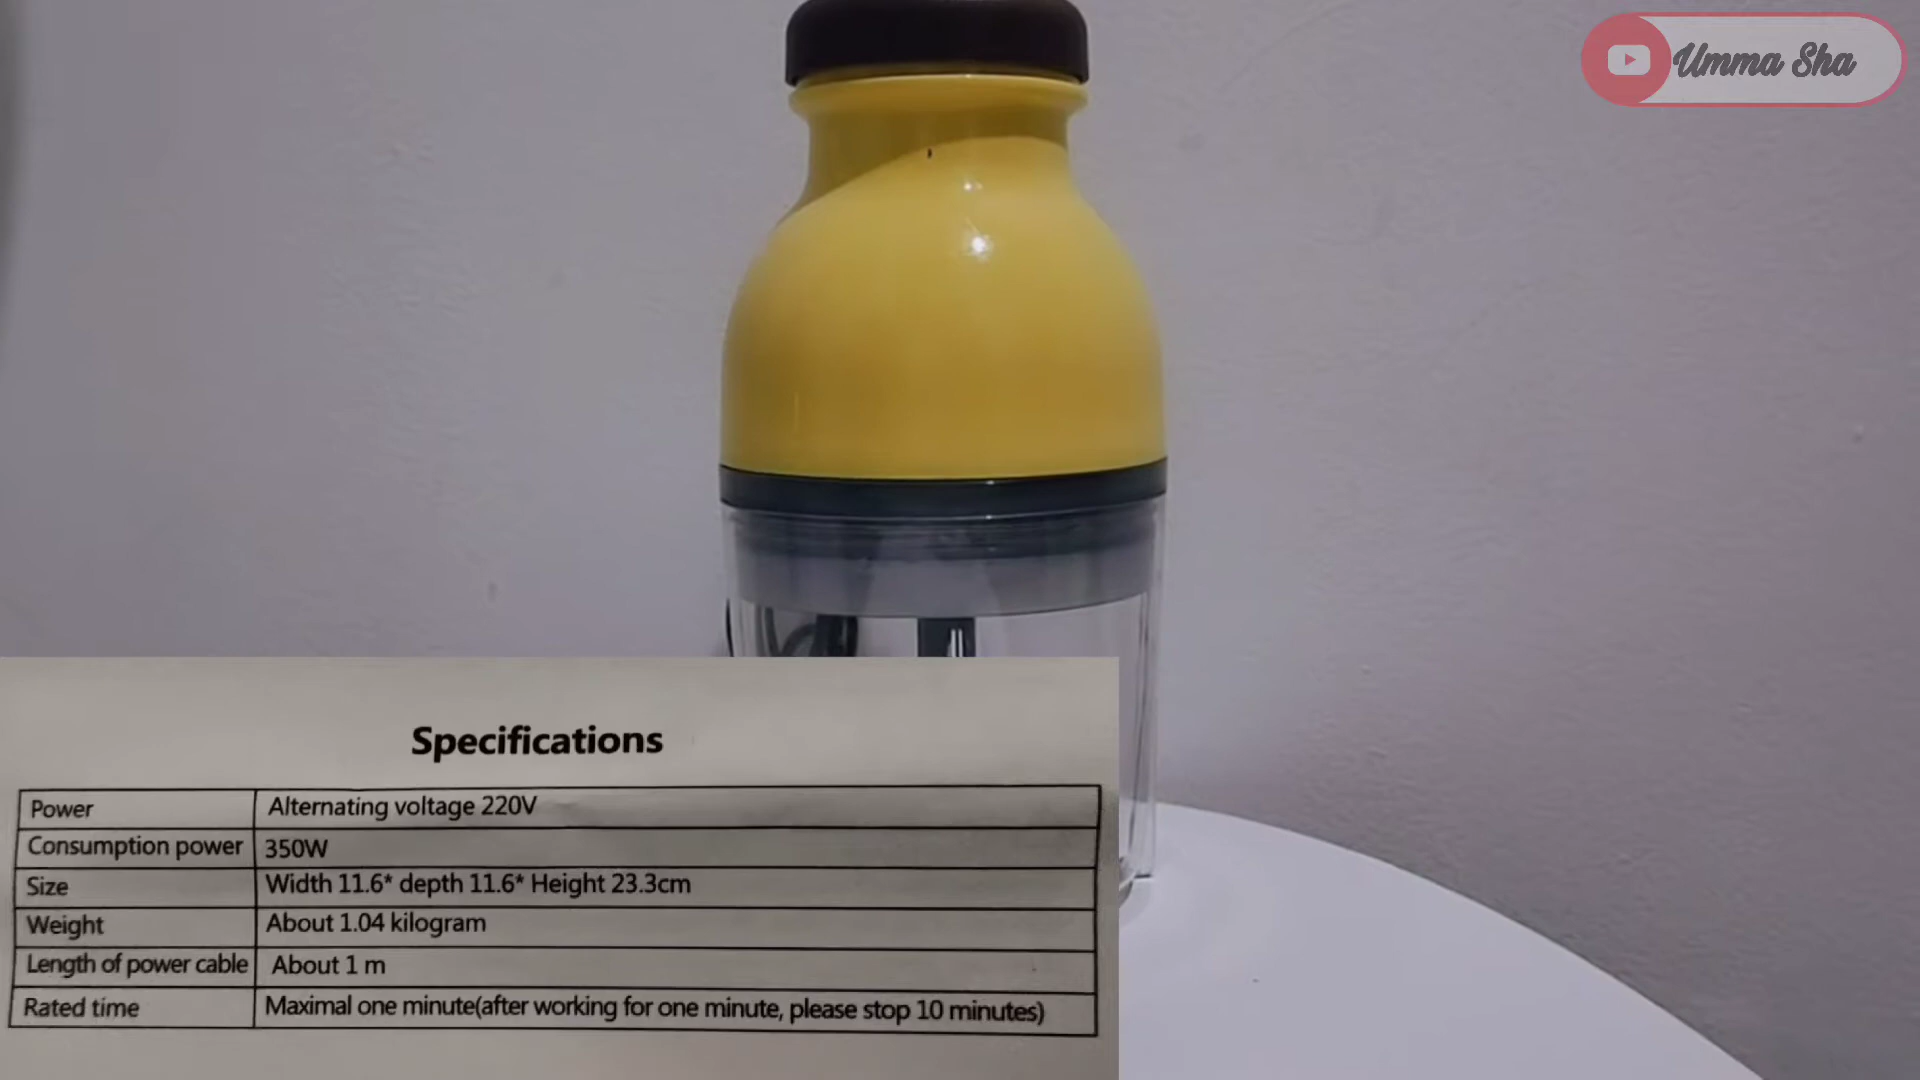 Umma Sha
Specifications
Power Alternating voltage 220V
Consumption power 350W
Size Width 11.6* depth 11.6* Height 23.3cm
Weight About 1.04 kilogram
Length of power cable About 1 m
Rated time Maximal one minute(after working for one minute, please stop 10 minutes)